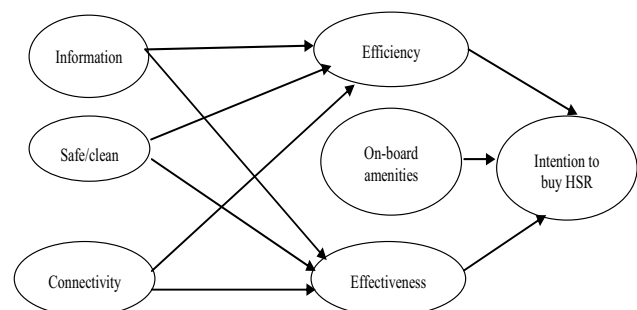 Information
Efficiency
Safe/clean
On-board
amenities
Intention to
buy HSR
Connectivity
Effectiveness